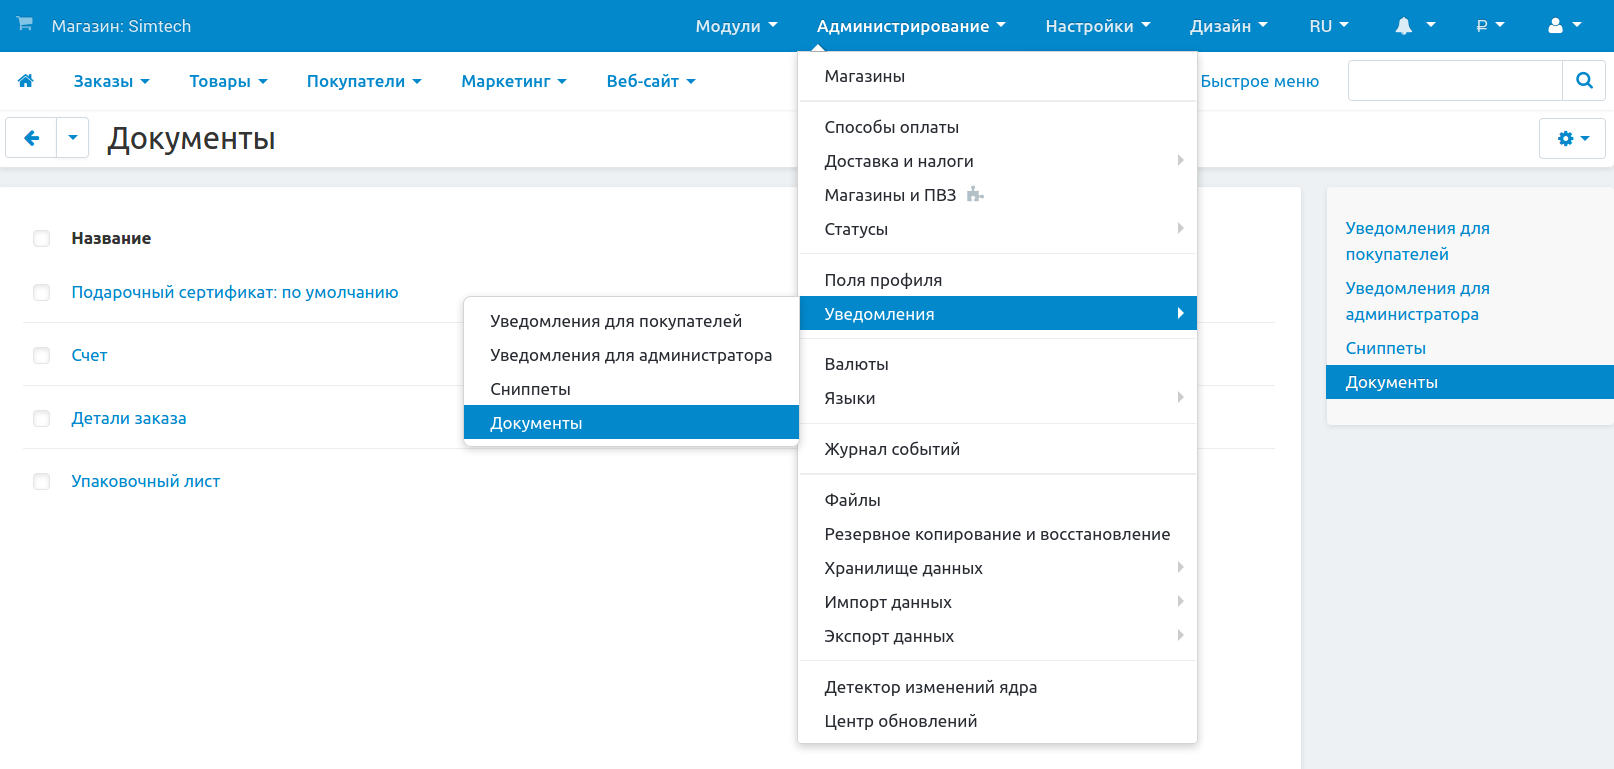 Магазин: Simtech
Модули
Администрирование
Настройки
Дизайн
RU
₽
Заказы
Товары
Покупатели
Маркетинг
Веб-сайт
Быстрое меню
Документы
Название
Подарочный сертификат: по умолчанию
Счет
Детали заказа
Упаковочный лист
Уведомления для покупателей
Уведомления для администратора
Сниппеты
Документы
Магазины
Способы оплаты
Доставка и налоги
Магазины и ПВЗ
Статусы
Поля профиля
Уведомления
Валюты
Языки
Журнал событий
Файлы
Резервное копирование и восстановление
Хранилище данных
Импорт данных
Экспорт данных
Детектор изменений ядра
Центр обновлений
Уведомления для
покупателей
Уведомления для
администратора
Сниппеты
Документы